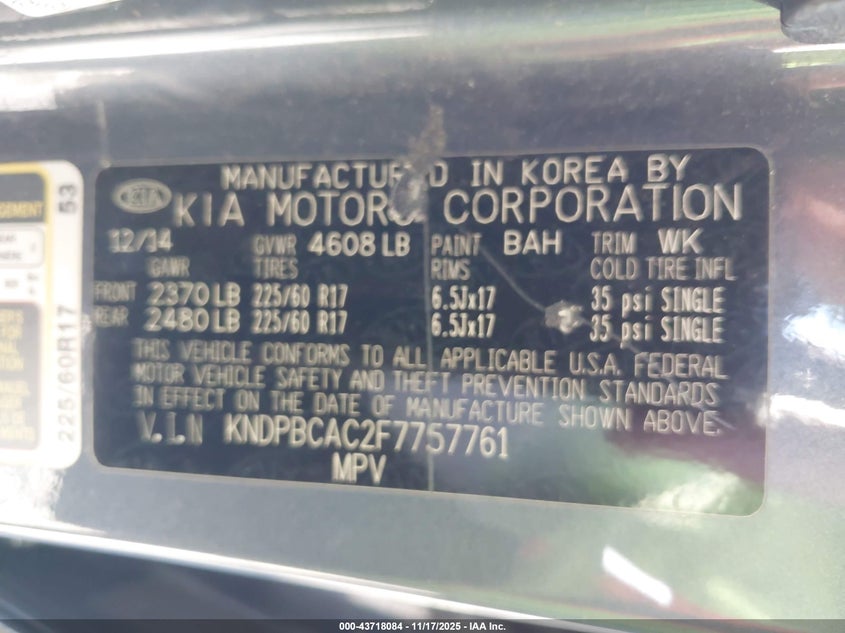 MANUFACTURED IN KOREA BY
KIA KIA MOTORS CORPORATION
12/14 GVWR 4608 LB PAINT BAH TRIM WK
GAWR TIRES RIMS COLD TIRE INFL
FRONT 2370 LB 225/60 R17 6.5Jx17 35 psi SINGLE
REAR 2480 LB 225/60 R17 6.5Jx17 35 psi SINGLE
THIS VEHICLE CONFORMS TO ALL APPLICABLE U.S.A. FEDERAL
MOTOR VEHICLE SAFETY AND THEFT PREVENTION STANDARDS
IN EFFECT ON THE DATE OF MANUFACTURE SHOWN ABOVE.
V.I.N KNDPBCAC2F7757761
MPV
225/60R17 53
000-43718084 - 11/17/2025 - IAA Inc.